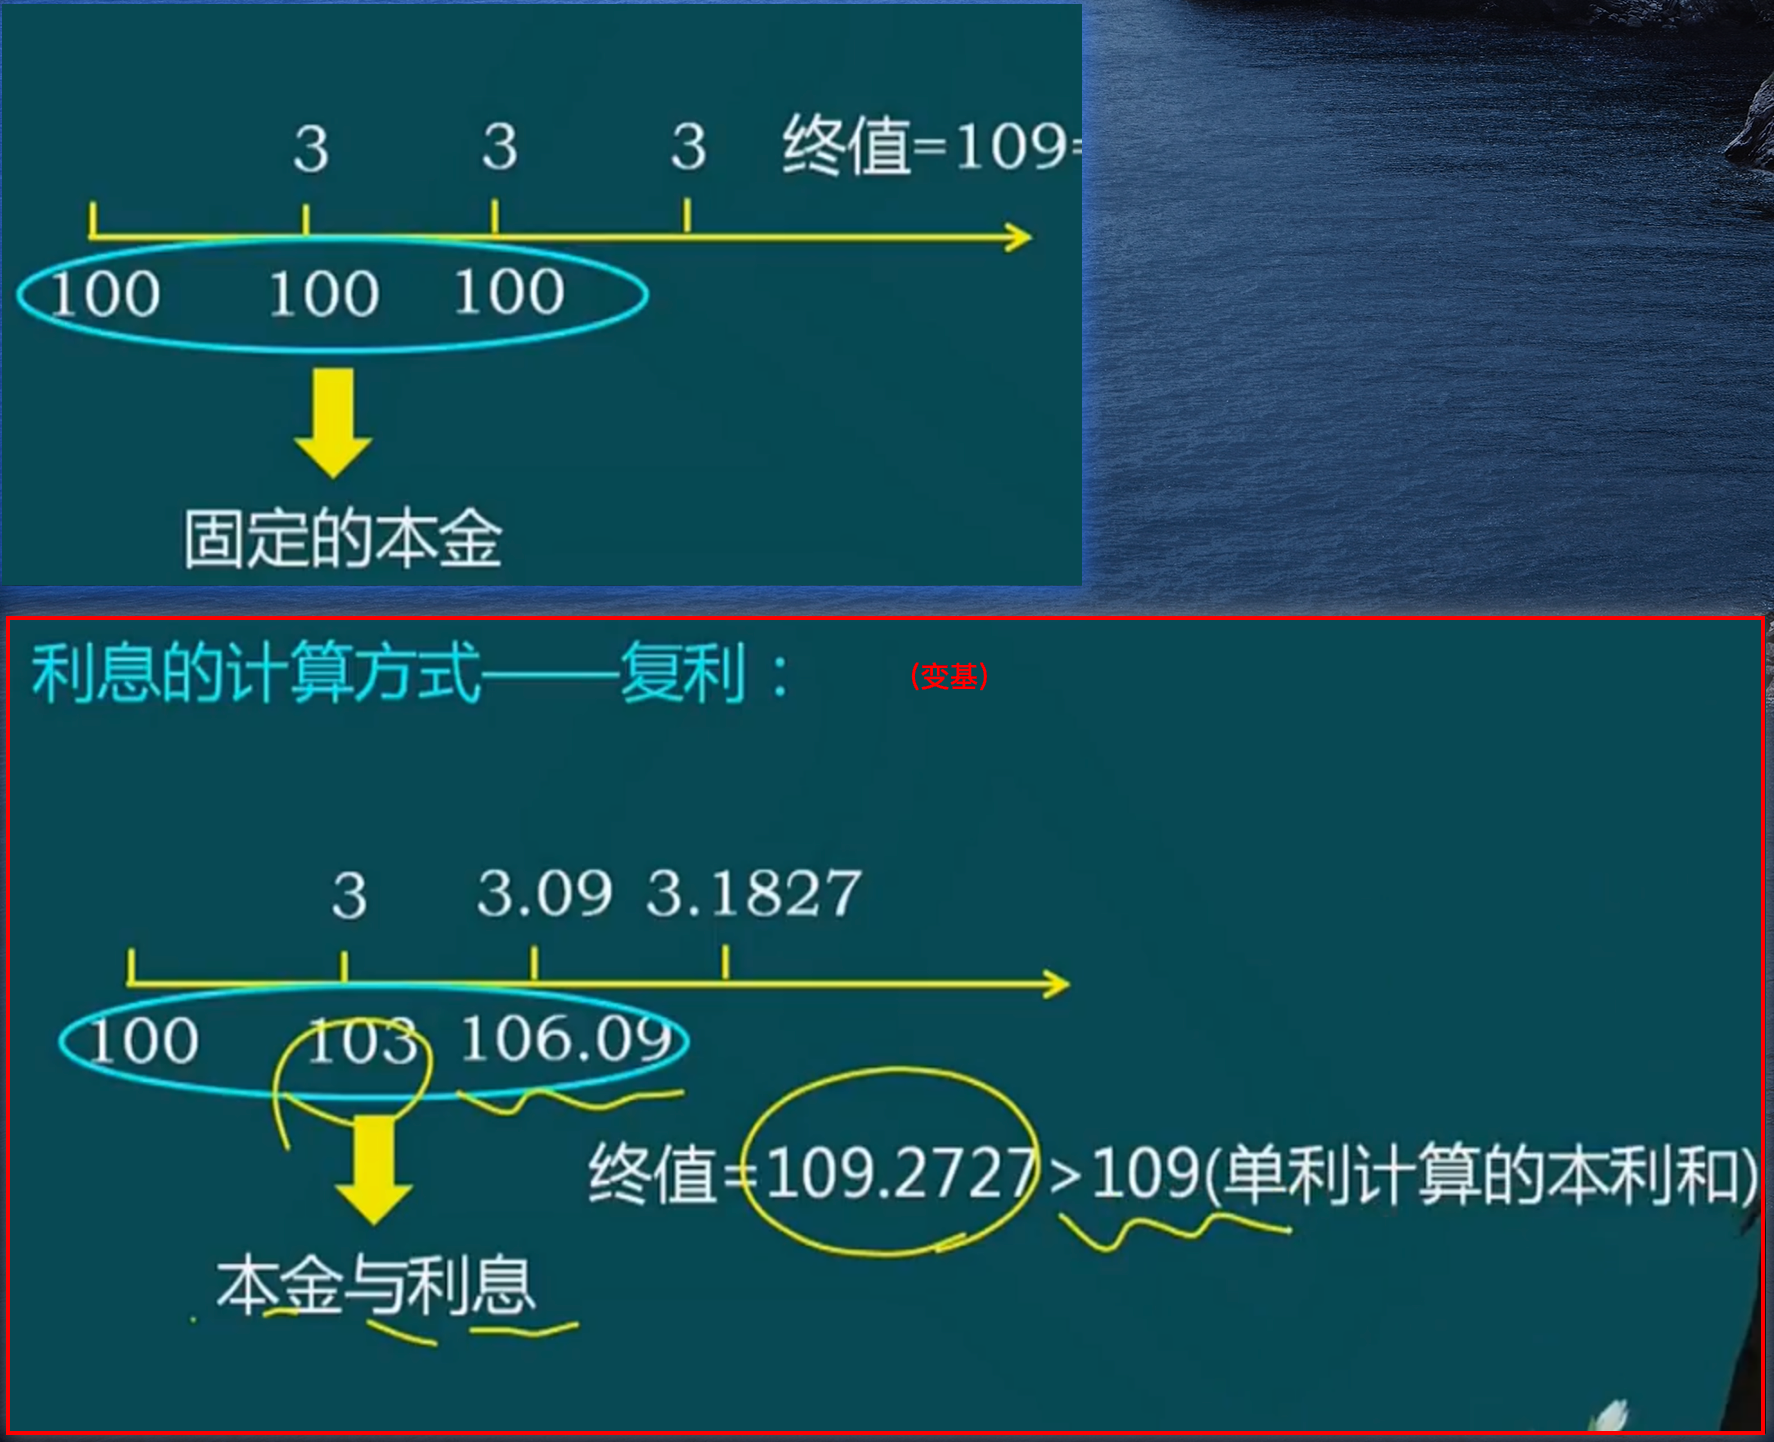 3 3 3 终值=109=
100 100 100
固定的本金
利息的计算方式——复利： (变基)
3 3.09 3.1827
100 103 106.09
终值=109.2727>109(单利计算的本利和)
本金与利息